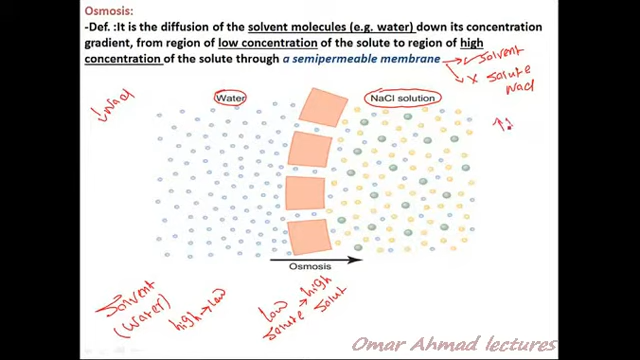 Osmosis:
-Def. :It is the diffusion of the solvent molecules (e.g. water) down its concentration
gradient, from region of low concentration of the solute to region of high
concentration of the solute through a semipermeable membrane
→ ✓ Solvent
→ x Solute
Nacl
↓ Nacl
Water
NaCl solution
Osmosis
Solvent
(water)
high → low
low → high
solute solut
Omar Ahmad lectures